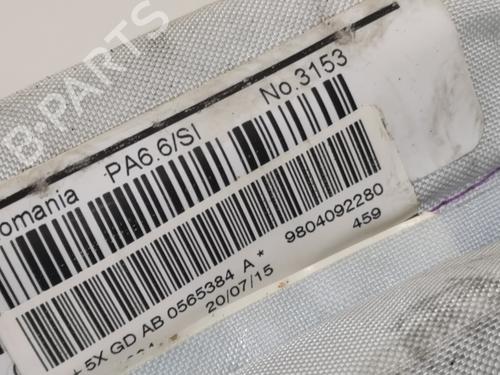 B-PARTS
omania PA6.6/SI No.3153
9804092280
5X GD AB 0565384 A *
20/07/15 459